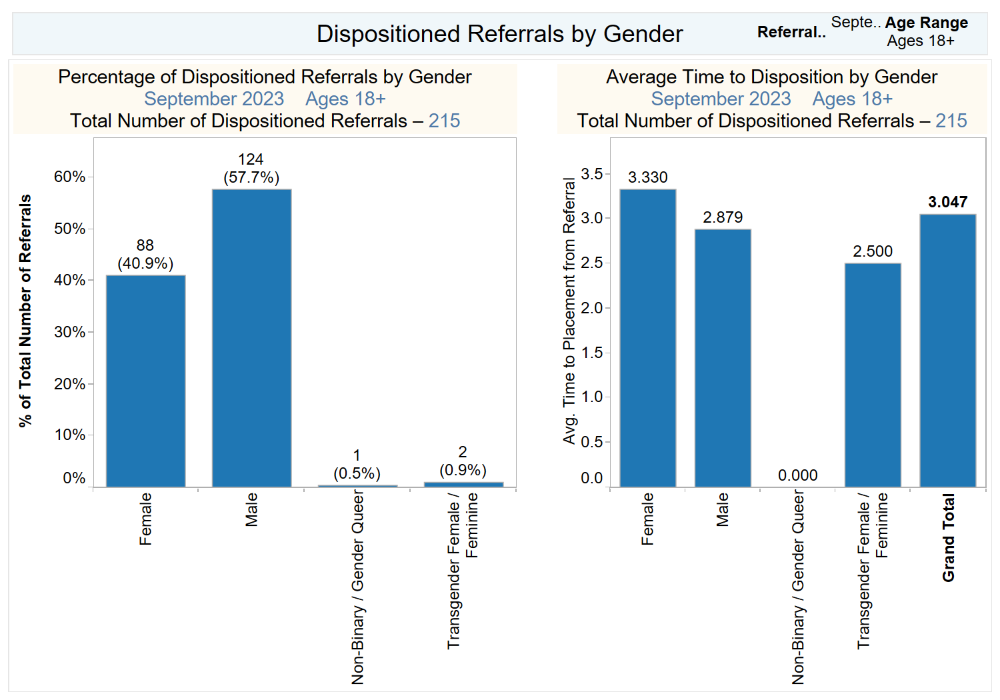 Dispositioned Referrals by Gender
Referral..
Septe..
Age Range
Ages 18+
Percentage of Dispositioned Referrals by Gender
September 2023 Ages 18+
Total Number of Dispositioned Referrals – 215
% of Total Number of Referrals
60%
50%
40%
30%
20%
10%
0%
88
(40.9%)
124
(57.7%)
1
(0.5%)
2
(0.9%)
Female
Male
Non-Binary / Gender Queer
Transgender Female /
Feminine
Average Time to Disposition by Gender
September 2023 Ages 18+
Total Number of Dispositioned Referrals – 215
Avg. Time to Placement from Referral
3.5
3.0
2.5
2.0
1.5
1.0
0.5
0.0
3.330
2.879
0.000
2.500
3.047
Female
Male
Non-Binary / Gender Queer
Transgender Female /
Feminine
Grand Total